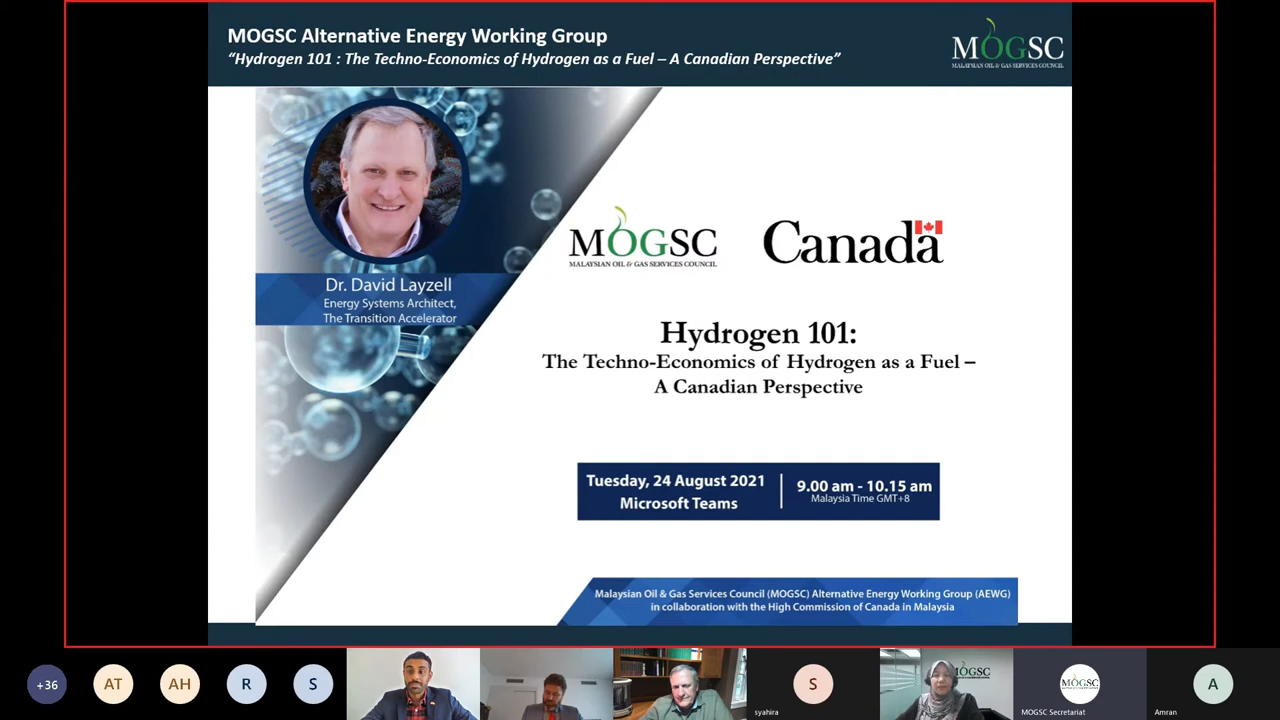 MOGSC Alternative Energy Working Group
“Hydrogen 101 : The Techno-Economics of Hydrogen as a Fuel – A Canadian Perspective”
MOGSC
MALAYSIAN OIL & GAS SERVICES COUNCIL
Dr. David Layzell
Energy Systems Architect,
The Transition Accelerator
MOGSC
MALAYSIAN OIL & GAS SERVICES COUNCIL
Canada
Hydrogen 101:
The Techno-Economics of Hydrogen as a Fuel –
A Canadian Perspective
Tuesday, 24 August 2021
Microsoft Teams
9.00 am - 10.15 am
Malaysia Time GMT+8
Malaysian Oil & Gas Services Council (MOGSC) Alternative Energy Working Group (AEWG)
in collaboration with the High Commission of Canada in Malaysia
+36
AT
AH
R
S
S
syahira
MOGSC
MOGSC
MOGSC Secretariat
A
Amran